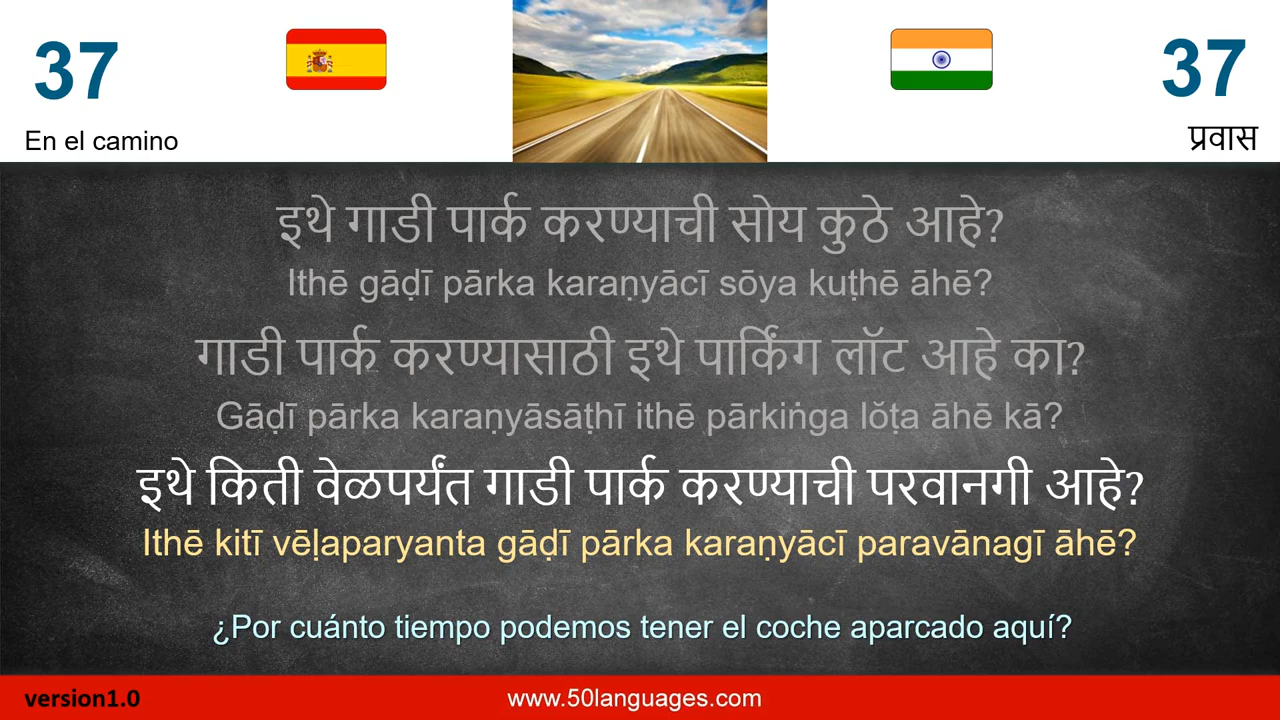 37
37
En el camino
प्रवास
इथे गाडी पार्क करण्याची सोय कुठे आहे?
Ithē gāḍī pārka karaṇyācī sōya kuṭhē āhē?
गाडी पार्क करण्यासाठी इथे पार्किंग लॉट आहे का?
Gāḍī pārka karaṇyāsāṭhī ithē pārkiṅga lŏṭa āhē kā?
इथे किती वेळपर्यंत गाडी पार्क करण्याची परवानगी आहे?
Ithē kitī vēḷaparyanta gāḍī pārka karaṇyācī paravānagī āhē?
¿Por cuánto tiempo podemos tener el coche aparcado aquí?
version1.0
www.50languages.com